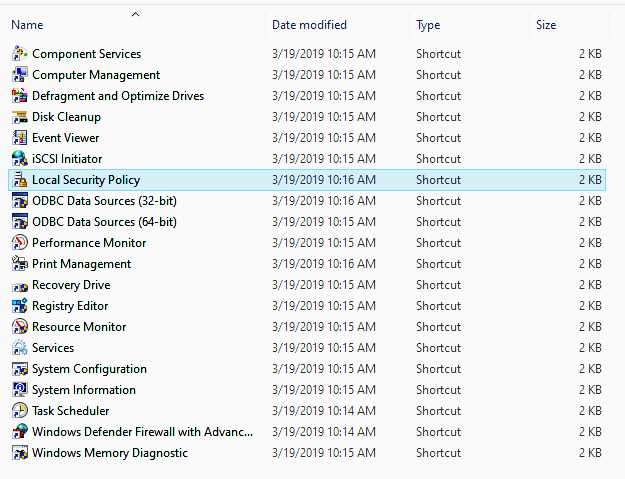 Name Date modified Type Size
Component Services 3/19/2019 10:15 AM Shortcut 2 KB
Computer Management 3/19/2019 10:15 AM Shortcut 2 KB
Defragment and Optimize Drives 3/19/2019 10:15 AM Shortcut 2 KB
Disk Cleanup 3/19/2019 10:15 AM Shortcut 2 KB
Event Viewer 3/19/2019 10:15 AM Shortcut 2 KB
iSCSI Initiator 3/19/2019 10:15 AM Shortcut 2 KB
Local Security Policy 3/19/2019 10:16 AM Shortcut 2 KB
ODBC Data Sources (32-bit) 3/19/2019 10:16 AM Shortcut 2 KB
ODBC Data Sources (64-bit) 3/19/2019 10:15 AM Shortcut 2 KB
Performance Monitor 3/19/2019 10:15 AM Shortcut 2 KB
Print Management 3/19/2019 10:16 AM Shortcut 2 KB
Recovery Drive 3/19/2019 10:15 AM Shortcut 2 KB
Registry Editor 3/19/2019 10:15 AM Shortcut 2 KB
Resource Monitor 3/19/2019 10:15 AM Shortcut 2 KB
Services 3/19/2019 10:15 AM Shortcut 2 KB
System Configuration 3/19/2019 10:15 AM Shortcut 2 KB
System Information 3/19/2019 10:15 AM Shortcut 2 KB
Task Scheduler 3/19/2019 10:14 AM Shortcut 2 KB
Windows Defender Firewall with Advanc... 3/19/2019 10:14 AM Shortcut 2 KB
Windows Memory Diagnostic 3/19/2019 10:15 AM Shortcut 2 KB